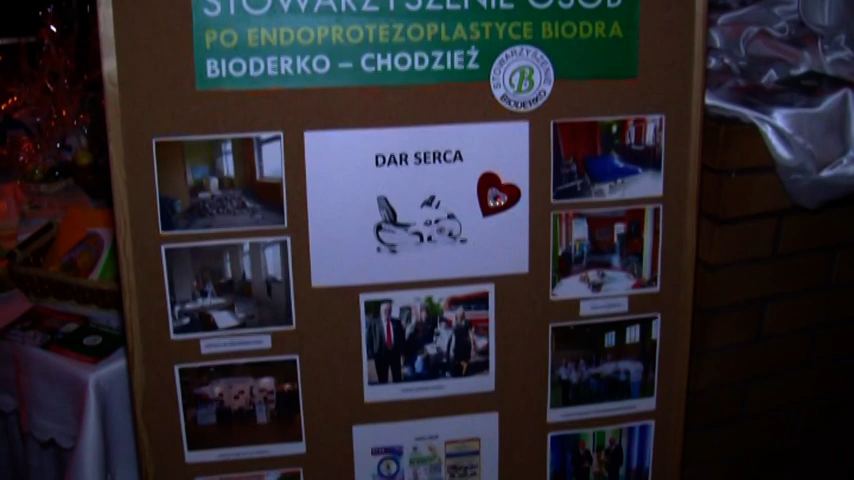 STOWARZYSZENIE OSÓB
PO ENDOPROTEZOPLASTYCE BIODRA
BIODERKO – CHODZIEŻ
STOWARZYSZENIE
B
BIODERKO
DAR SERCA